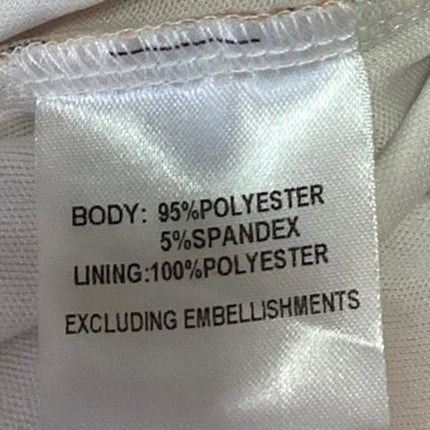 BODY: 95%POLYESTER
5%SPANDEX
LINING:100%POLYESTER
EXCLUDING EMBELLISHMENTS